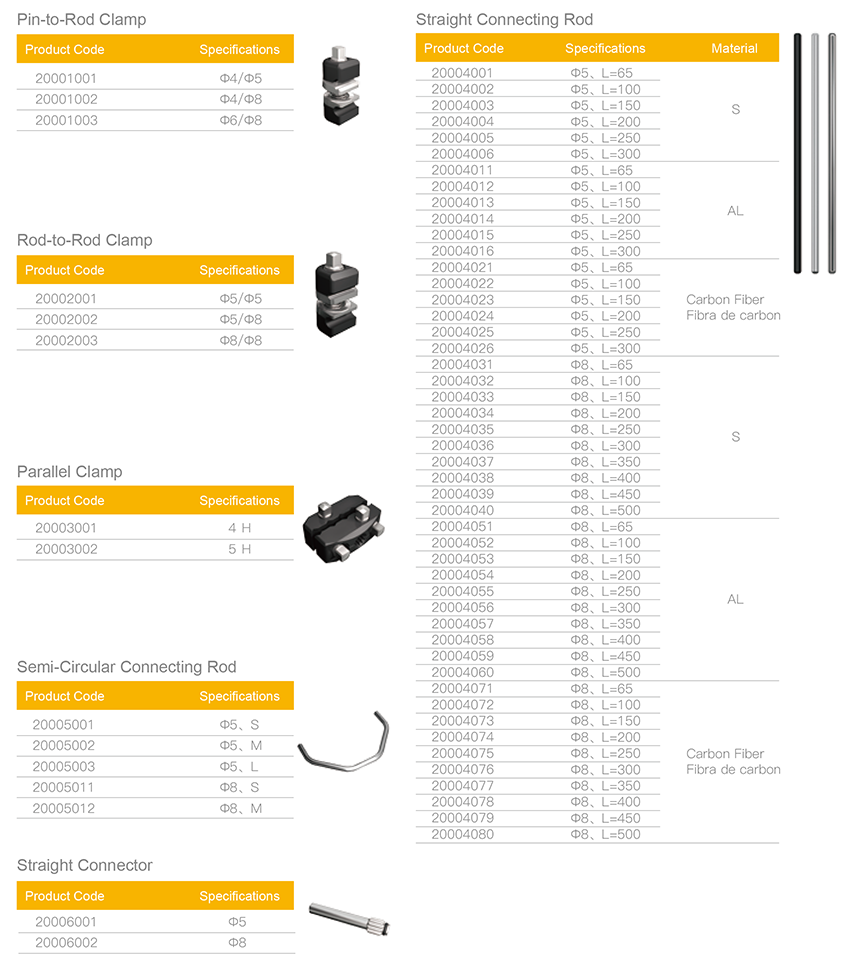 Pin-to-Rod Clamp
Product Code Specifications
20001001 Φ4/Φ5
20001002 Φ4/Φ8
20001003 Φ6/Φ8
Rod-to-Rod Clamp
Product Code Specifications
20002001 Φ5/Φ5
20002002 Φ5/Φ8
20002003 Φ8/Φ8
Parallel Clamp
Product Code Specifications
20003001 4 H
20003002 5 H
Semi-Circular Connecting Rod
Product Code Specifications
20005001 Φ5、S
20005002 Φ5、M
20005003 Φ5、L
20005011 Φ8、S
20005012 Φ8、M
Straight Connector
Product Code Specifications
20006001 Φ5
20006002 Φ8
Straight Connecting Rod
Product Code Specifications Material
20004001 Φ5、L=65
20004002 Φ5、L=100
20004003 Φ5、L=150
S
20004004 Φ5、L=200
20004005 Φ5、L=250
20004006 Φ5、L=300
20004011 Φ5、L=65
20004012 Φ5、L=100
20004013 Φ5、L=150
AL
20004014 Φ5、L=200
20004015 Φ5、L=250
20004016 Φ5、L=300
20004021 Φ5、L=65
20004022 Φ5、L=100
20004023 Φ5、L=150 Carbon Fiber
20004024 Φ5、L=200 Fibra de carbon
20004025 Φ5、L=250
20004026 Φ5、L=300
20004031 Φ8、L=65
20004032 Φ8、L=100
20004033 Φ8、L=150
20004034 Φ8、L=200
20004035 Φ8、L=250
S
20004036 Φ8、L=300
20004037 Φ8、L=350
20004038 Φ8、L=400
20004039 Φ8、L=450
20004040 Φ8、L=500
20004051 Φ8、L=65
20004052 Φ8、L=100
20004053 Φ8、L=150
20004054 Φ8、L=200
20004055 Φ8、L=250
AL
20004056 Φ8、L=300
20004057 Φ8、L=350
20004058 Φ8、L=400
20004059 Φ8、L=450
20004060 Φ8、L=500
20004071 Φ8、L=65
20004072 Φ8、L=100
20004073 Φ8、L=150
20004074 Φ8、L=200
20004075 Φ8、L=250 Carbon Fiber
20004076 Φ8、L=300 Fibra de carbon
20004077 Φ8、L=350
20004078 Φ8、L=400
20004079 Φ8、L=450
20004080 Φ8、L=500